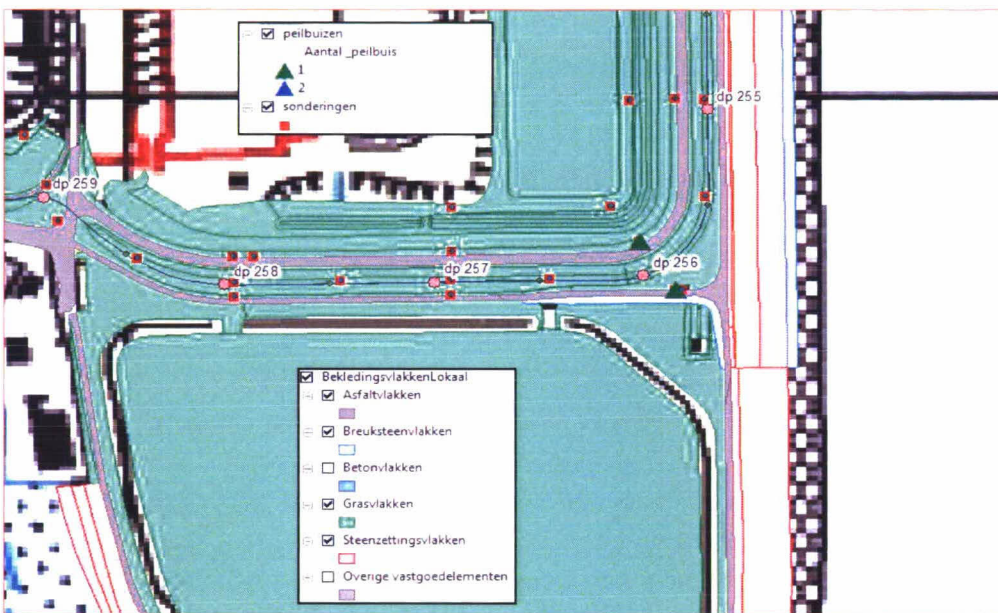 peilbuizen
Aantal _peilbuis
1
2
sonderingen
dp 255
dp 259
dp 256
dp 258
dp 257
BekledingsvlakkenLokaal
Asfaltvlakken
Breuksteenvlakken
Betonvlakken
Grasvlakken
Steenzettingsvlakken
Overige vastgoedelementen